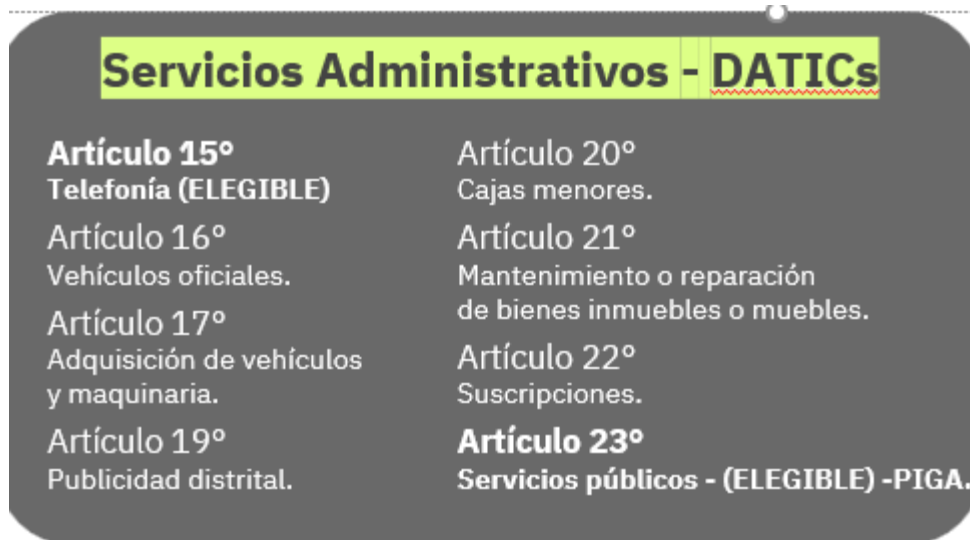 Servicios Administrativos - DATICs
Artículo 15°
Telefonía (ELEGIBLE)
Artículo 16°
Vehículos oficiales.
Artículo 17°
Adquisición de vehículos
y maquinaria.
Artículo 19°
Publicidad distrital.
Artículo 20°
Cajas menores.
Artículo 21°
Mantenimiento o reparación
de bienes inmuebles o muebles.
Artículo 22°
Suscripciones.
Artículo 23°
Servicios públicos - (ELEGIBLE) -PIGA.